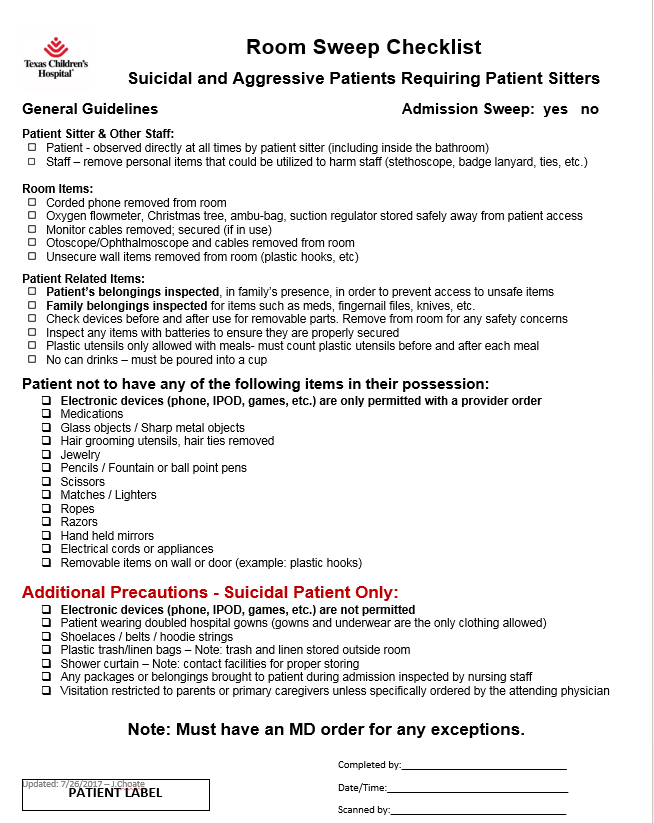 Texas Children's
Hospital
Room Sweep Checklist
Suicidal and Aggressive Patients Requiring Patient Sitters
General Guidelines Admission Sweep: yes no
Patient Sitter & Other Staff:
Patient - observed directly at all times by patient sitter (including inside the bathroom)
Staff – remove personal items that could be utilized to harm staff (stethoscope, badge lanyard, ties, etc.)
Room Items:
Corded phone removed from room
Oxygen flowmeter, Christmas tree, ambu-bag, suction regulator stored safely away from patient access
Monitor cables removed; secured (if in use)
Otoscope/Ophthalmoscope and cables removed from room
Unsecure wall items removed from room (plastic hooks, etc)
Patient Related Items:
Patient's belongings inspected, in family's presence, in order to prevent access to unsafe items
Family belongings inspected for items such as meds, fingernail files, knives, etc.
Check devices before and after use for removable parts. Remove from room for any safety concerns
Inspect any items with batteries to ensure they are properly secured
Plastic utensils only allowed with meals- must count plastic utensils before and after each meal
No can drinks – must be poured into a cup
Patient not to have any of the following items in their possession:
Electronic devices (phone, IPOD, games, etc.) are only permitted with a provider order
Medications
Glass objects / Sharp metal objects
Hair grooming utensils, hair ties removed
Jewelry
Pencils / Fountain or ball point pens
Scissors
Matches / Lighters
Ropes
Razors
Hand held mirrors
Electrical cords or appliances
Removable items on wall or door (example: plastic hooks)
Additional Precautions - Suicidal Patient Only:
Electronic devices (phone, IPOD, games, etc.) are not permitted
Patient wearing doubled hospital gowns (gowns and underwear are the only clothing allowed)
Shoelaces / belts / hoodie strings
Plastic trash/linen bags – Note: trash and linen stored outside room
Shower curtain – Note: contact facilities for proper storing
Any packages or belongings brought to patient during admission inspected by nursing staff
Visitation restricted to parents or primary caregivers unless specifically ordered by the attending physician
Note: Must have an MD order for any exceptions.
Completed by:
Updated: 7/26/2017 – J.Choate
PATIENT LABEL
Date/Time:
Scanned by: